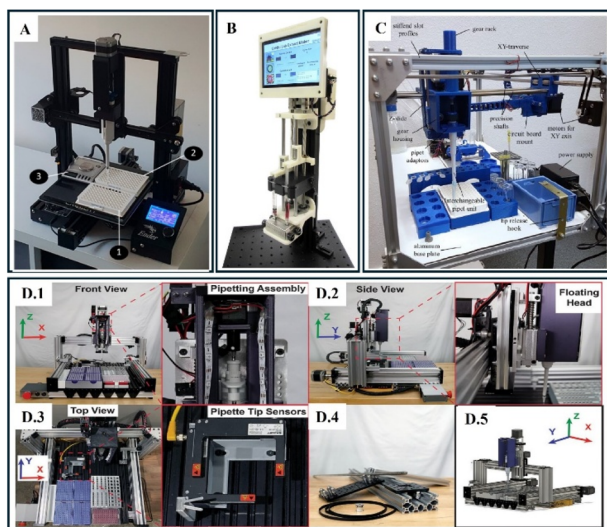 A
2
3
1
B
C
stiffend slot
profiles
gear rack
XY-traverse
Z-slide
gear
housing
precision
shafts
circuit board
mount
motors for
XY axis
power supply
pipet
adaptors
Interchangeable
pipet unit
tip release
hook
aluminum
base plate
D.1
Front View
Pipetting Assembly
Z
X
D.2
Side View
Floating
Head
Z
Y
D.3
Top View
Pipette Tip Sensors
Y
X
D.4
D.5
Z
Y
X